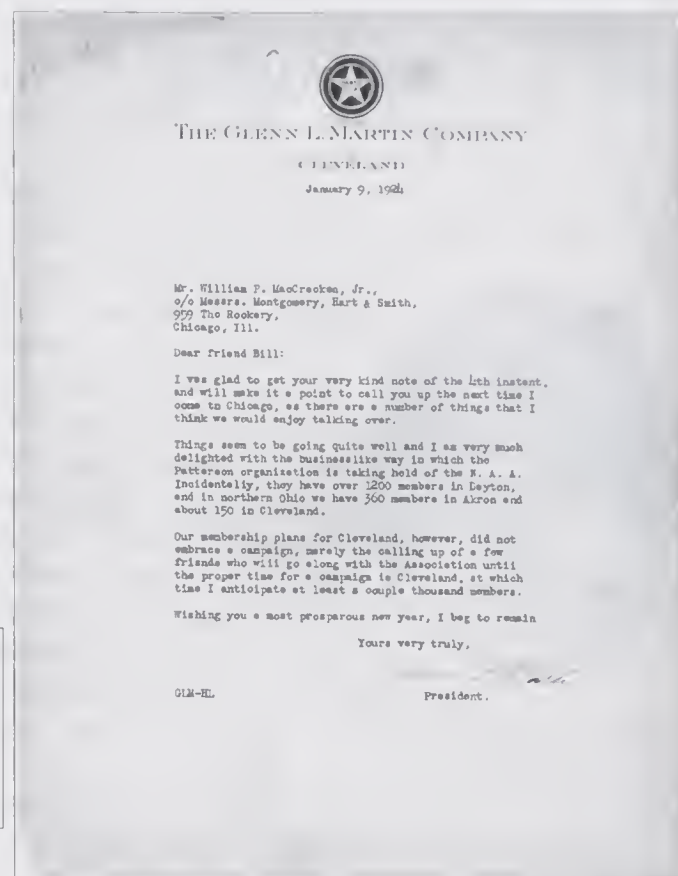 THE GLENN L. MARTIN COMPANY
CLEVELAND
January 9, 1924
Mr. William P. MacCracken, Jr.,
c/o Messrs. Montgomery, Hart & Smith,
959 The Rookery,
Chicago, Ill.
Dear friend Bill:
I was glad to get your very kind note of the 4th instant,
and will make it a point to call you up the next time I
come to Chicago, as there are a number of things that I
think we would enjoy talking over.
Things seem to be going quite well and I am very much
delighted with the businesslike way in which the
Patterson organization is taking hold of the N. A. A.
Incidentally, they have over 1200 members in Dayton,
and in northern Ohio we have 360 members in Akron and
about 150 in Cleveland.
Our membership plans for Cleveland, however, did not
embrace a campaign, merely the calling up of a few
friends who will go along with the Association until
the proper time for a campaign in Cleveland, at which
time I anticipate at least a couple thousand members.
Wishing you a most prosperous new year, I beg to remain
Yours very truly,
GLM-HL President.